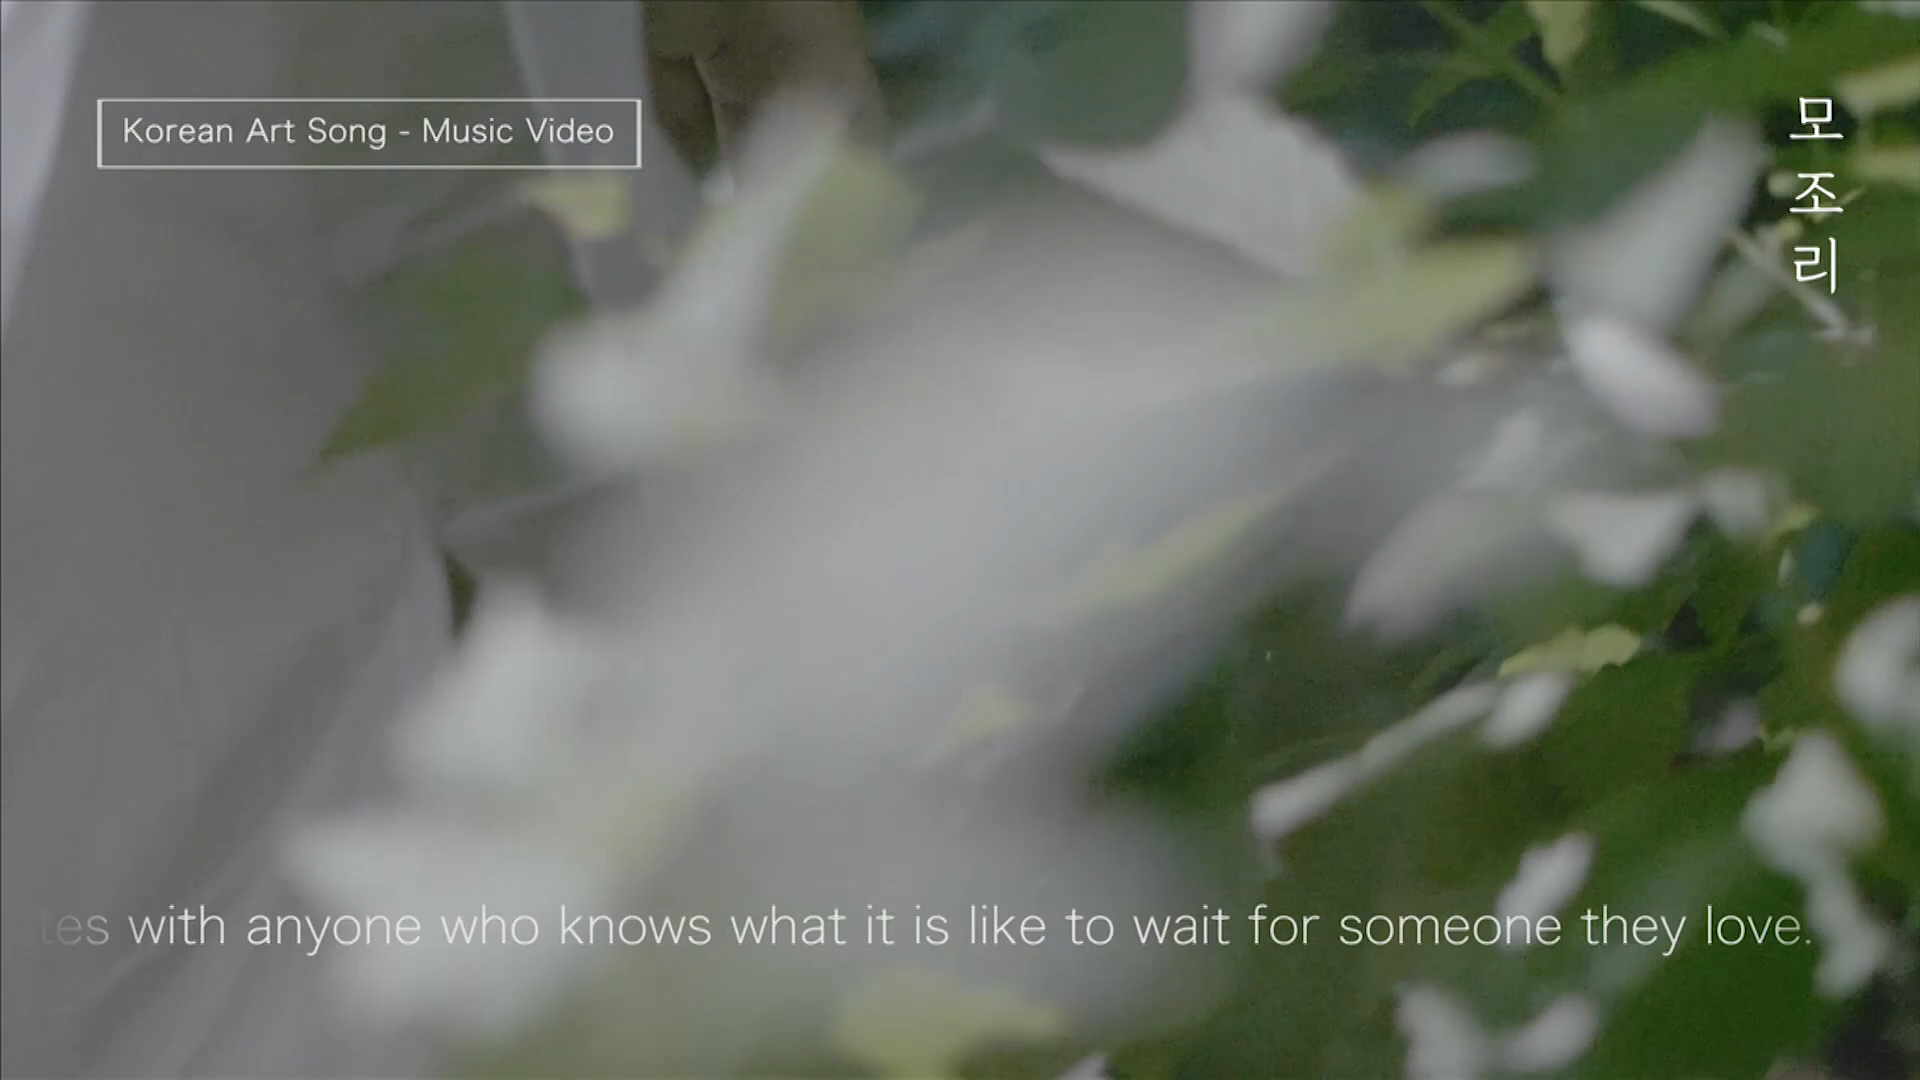 Korean Art Song - Music Video
모조리
with anyone who knows what it is like to wait for someone they love.